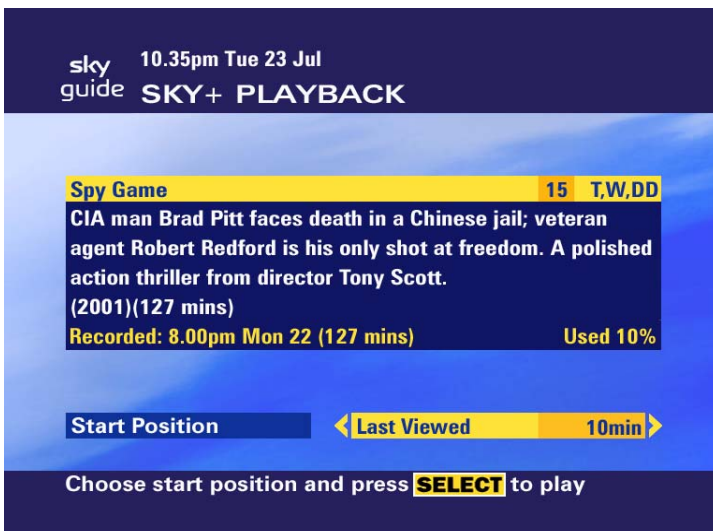 sky 10.35pm Tue 23 Jul
guide SKY+ PLAYBACK
Spy Game 15 T,W,DD
CIA man Brad Pitt faces death in a Chinese jail; veteran
agent Robert Redford is his only shot at freedom. A polished
action thriller from director Tony Scott.
(2001)(127 mins)
Recorded: 8.00pm Mon 22 (127 mins) Used 10%
Start Position Last Viewed 10min
Choose start position and press SELECT to play